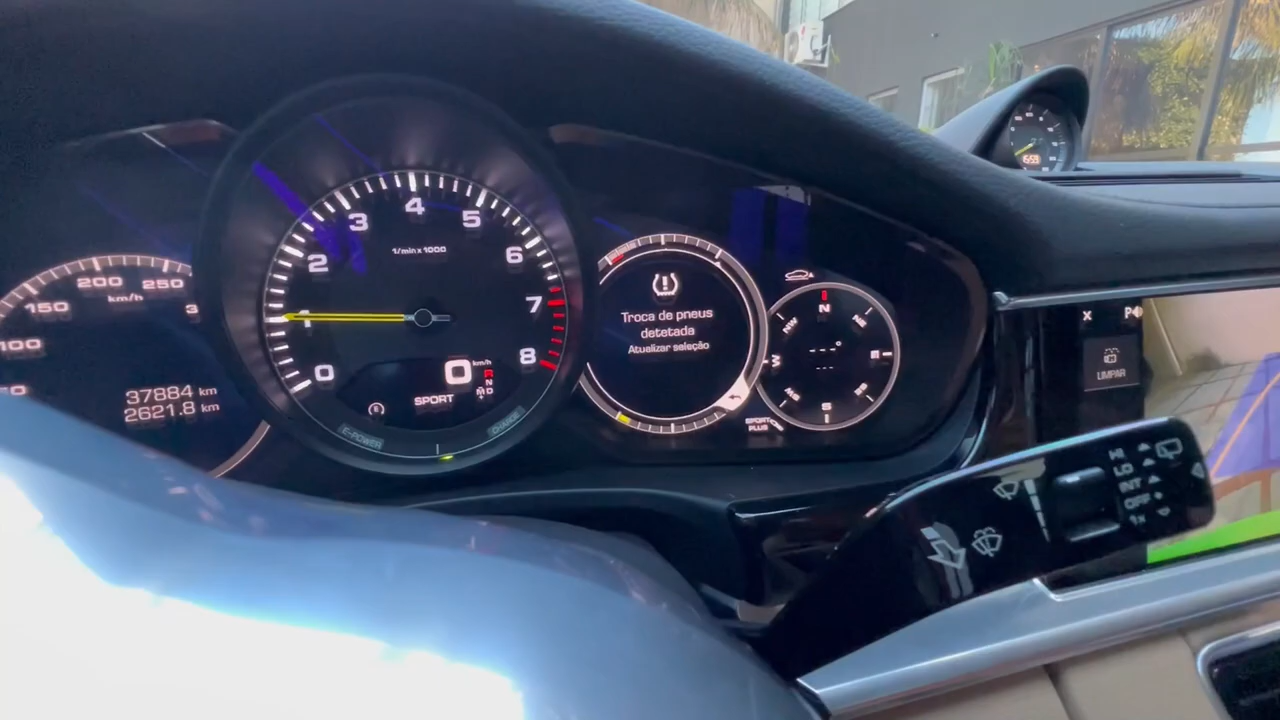 150
200
250
km/h
100
37884 km
2621.8 km
0
1
2
3
4
5
6
7
8
1/min x 1000
0 km/h
SPORT
R
N
D
M
E-POWER
CHARGE
Troca de pneus
detetada
Atualizar seleção
N
NE
E
S
W
NW
SPORT
PLUS
X
LIMPAR
HI
LO
INT
OFF
1x